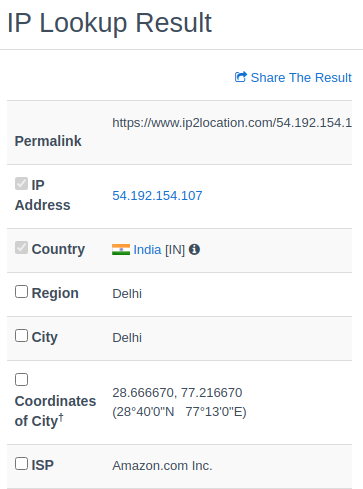 IP Lookup Result
Share The Result
Permalink https://www.ip2location.com/54.192.154.1
IP Address 54.192.154.107
Country India [IN]
Region Delhi
City Delhi
Coordinates of City† 28.666670, 77.216670
(28°40'0"N 77°13'0"E)
ISP Amazon.com Inc.